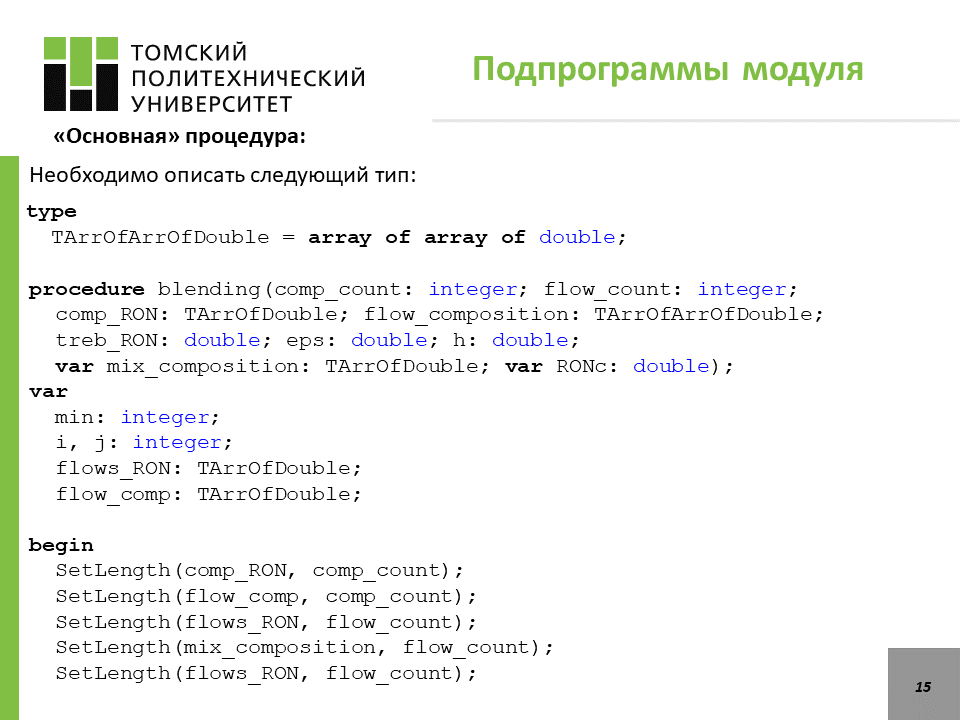 ТОМСКИЙ
ПОЛИТЕХНИЧЕСКИЙ
УНИВЕРСИТЕТ
Подпрограммы модуля
«Основная» процедура:
Необходимо описать следующий тип:
type
TArrOfArrOfDouble = array of array of double;
procedure blending(comp_count: integer; flow_count: integer;
comp_RON: TArrOfDouble; flow_composition: TArrOfArrOfDouble;
treb_RON: double; eps: double; h: double;
var mix_composition: TArrOfDouble; var RONc: double);
var
min: integer;
i, j: integer;
flows_RON: TArrOfDouble;
flow_comp: TArrOfDouble;
begin
SetLength(comp_RON, comp_count);
SetLength(flow_comp, comp_count);
SetLength(flows_RON, flow_count);
SetLength(mix_composition, flow_count);
SetLength(flows_RON, flow_count);
15